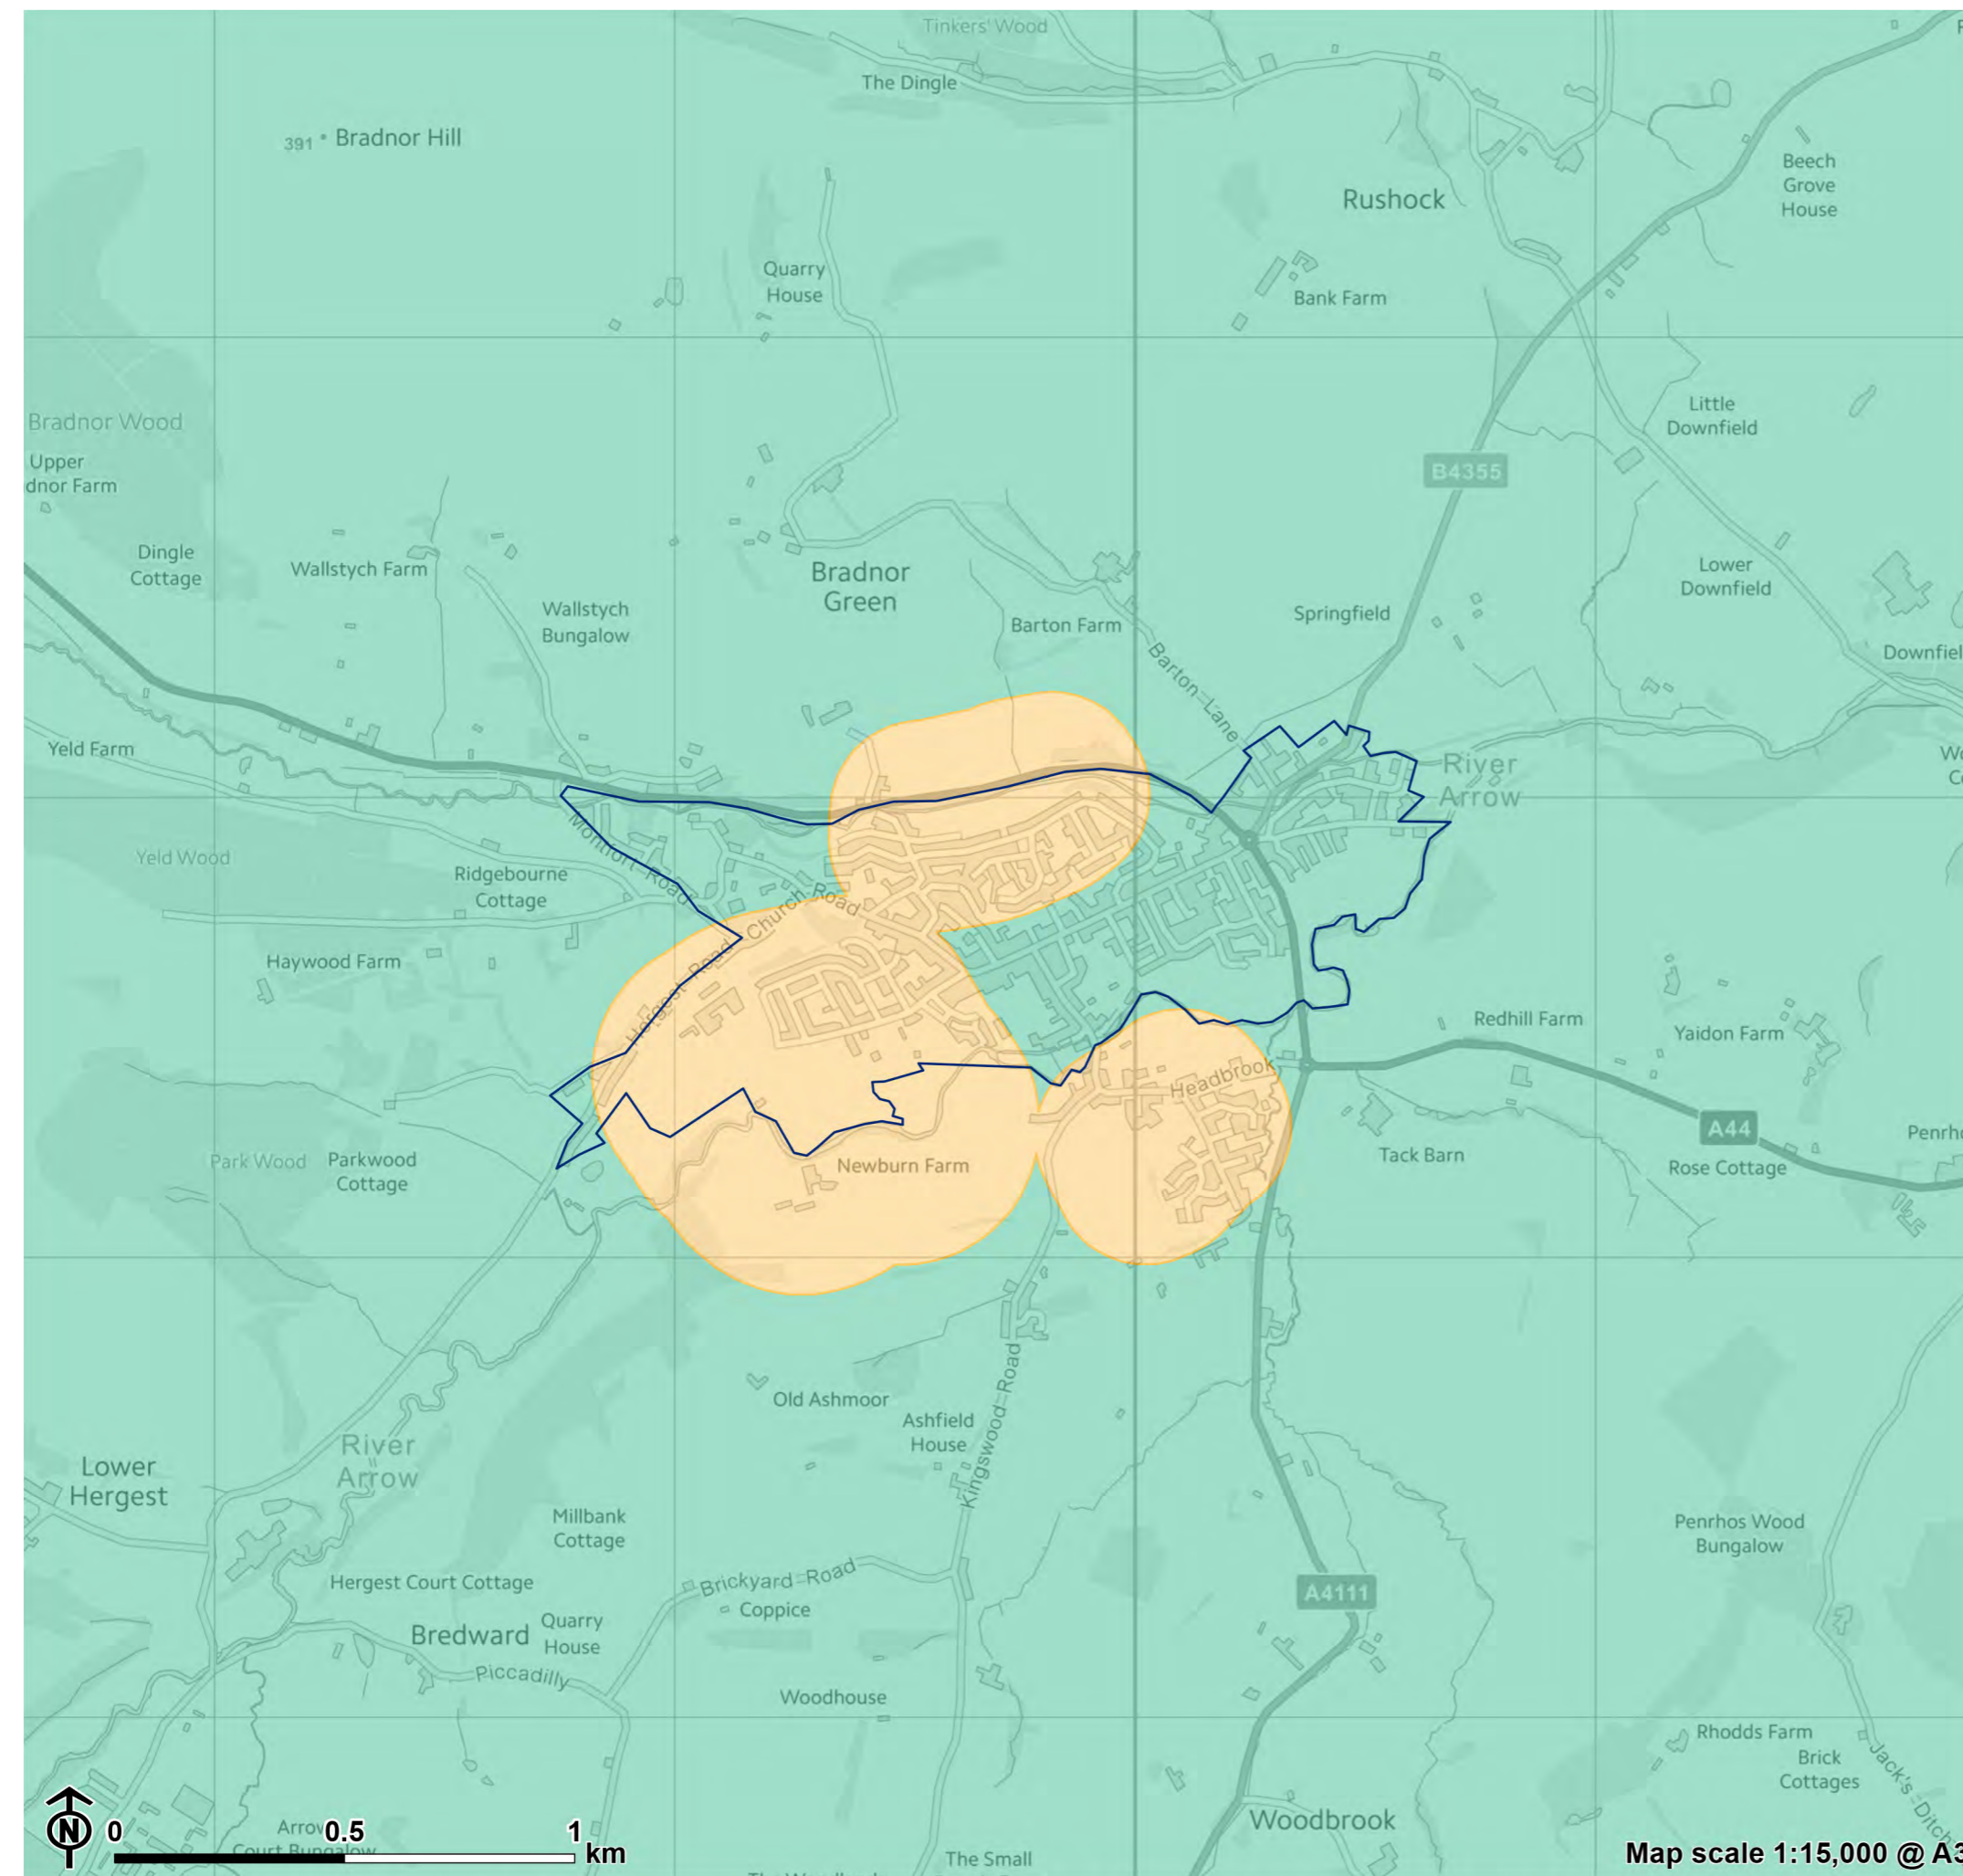 Tinkers' Wood
The Dingle
391
Bradnor Hill
Beech
Grove
House
Rushock
Quarry
House
Bank Farm
Bradnor Wood
Little
Downfield
Upper
dnor Farm
B4355
Dingle
Cottage
Wallstych Farm
Bradnor
Green
Lower
Downfield
Wallstych
Bungalow
Springfield
Barton Farm
Downfiel
Barton Lane
Yeld Farm
River
Arrow
Montfort Road
Yeld Wood
Ridgebourne
Cottage
Church Road
Haywood Farm
Hergest Road
Redhill Farm
Yaidon Farm
Headbrook
A44
Penrh
Park Wood
Parkwood
Cottage
Newburn Farm
Tack Barn
Rose Cottage
Old Ashmoor
Ashfield
House
Kingswood Road
River
Arrow
Lower
Hergest
Millbank
Cottage
Penrhos Wood
Bungalow
Hergest Court Cottage
Brickyard Road
A4111
Coppice
Bredward
Quarry
House
Piccadilly
Woodhouse
Rhodds Farm
Brick
Cottages
Jack's Ditch
Woodbrook
N
0 0.5 1
km
Arrow
Court Bungalow
The Small
Map scale 1:15,000 @ A3